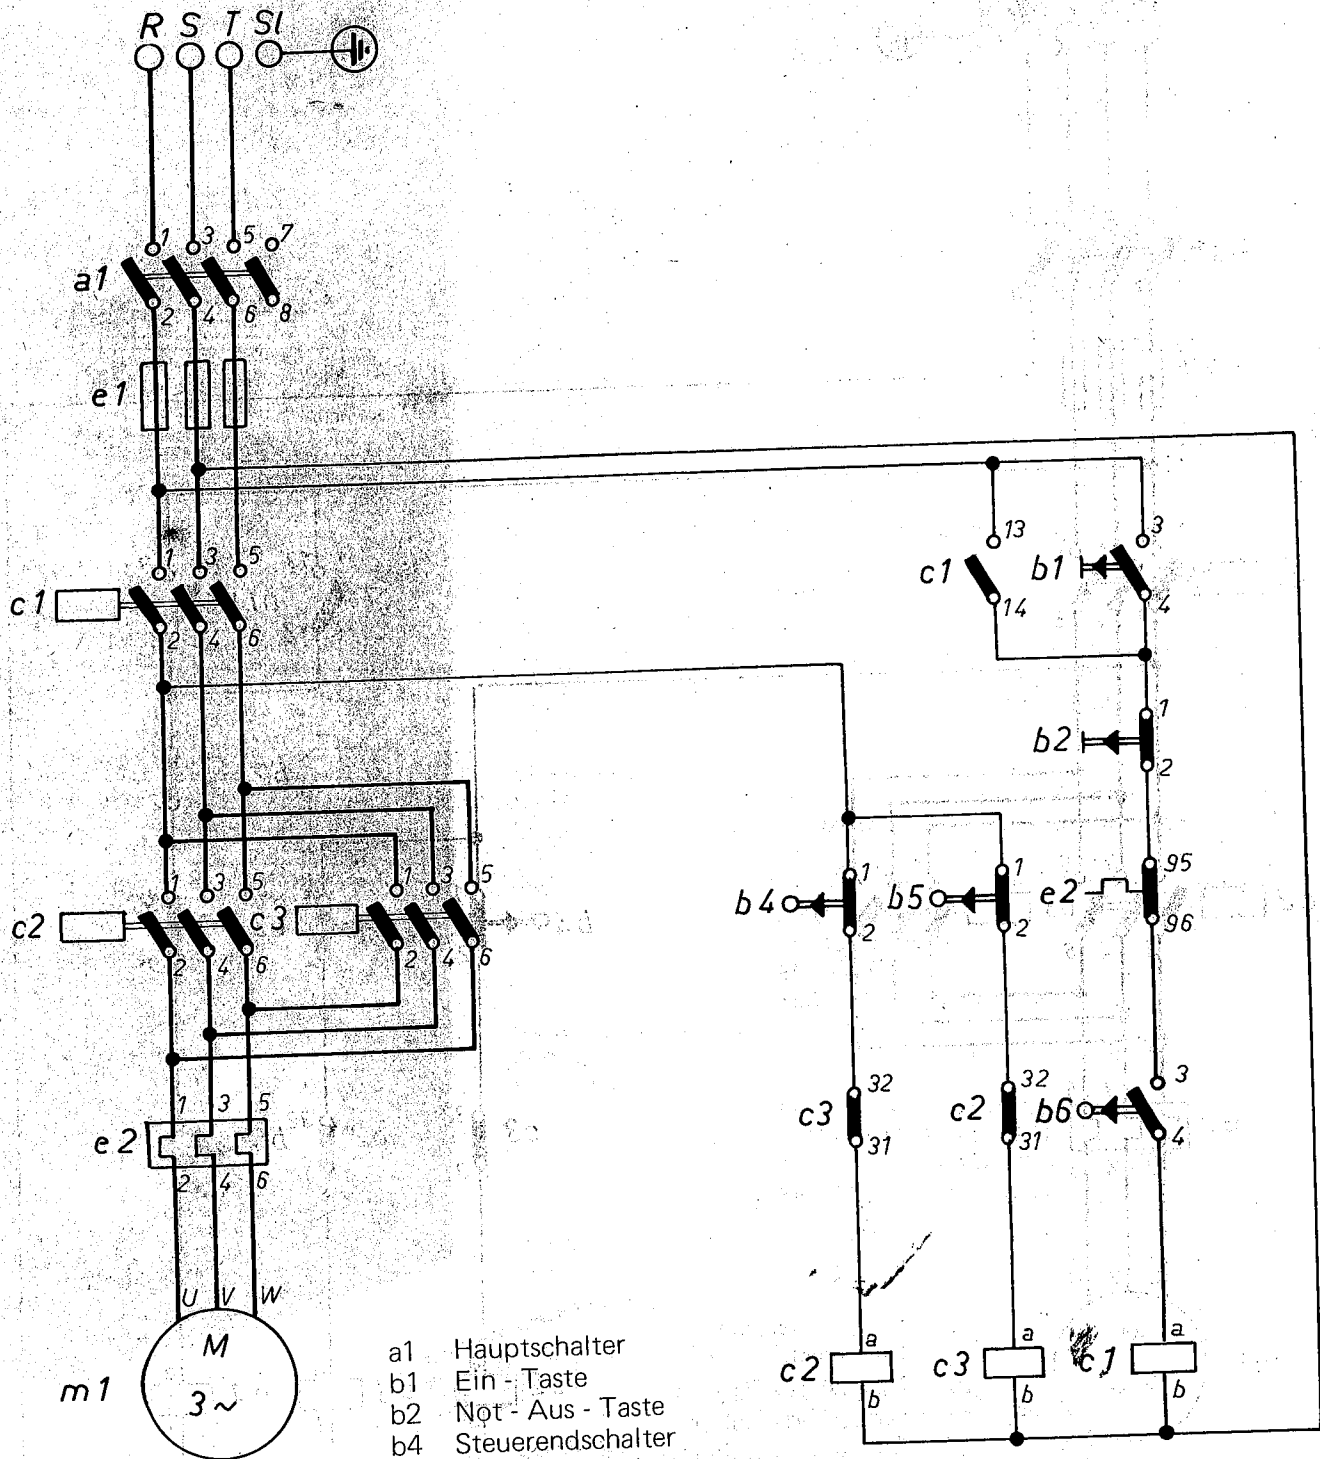 R S T Sl
1 3 5 7
a1
2 4 6 8
e1
1 3 5
c1
2 4 6
13 3
c1 b1
14 4
1
b2
2
1 3 5 1 3 5
c2 c3
2 4 6 2 4 6
1 1 95
b4 b5 e2
2 2 96
32 32 3
c3 c2 b6
31 31 4
1 3 5
e2
2 4 6
U V W
M
m1
3~
a a a
c2 c3 c1
b b b
a1 Hauptschalter
b1 Ein - Taste
b2 Not - Aus - Taste
b4 Steuerendschalter